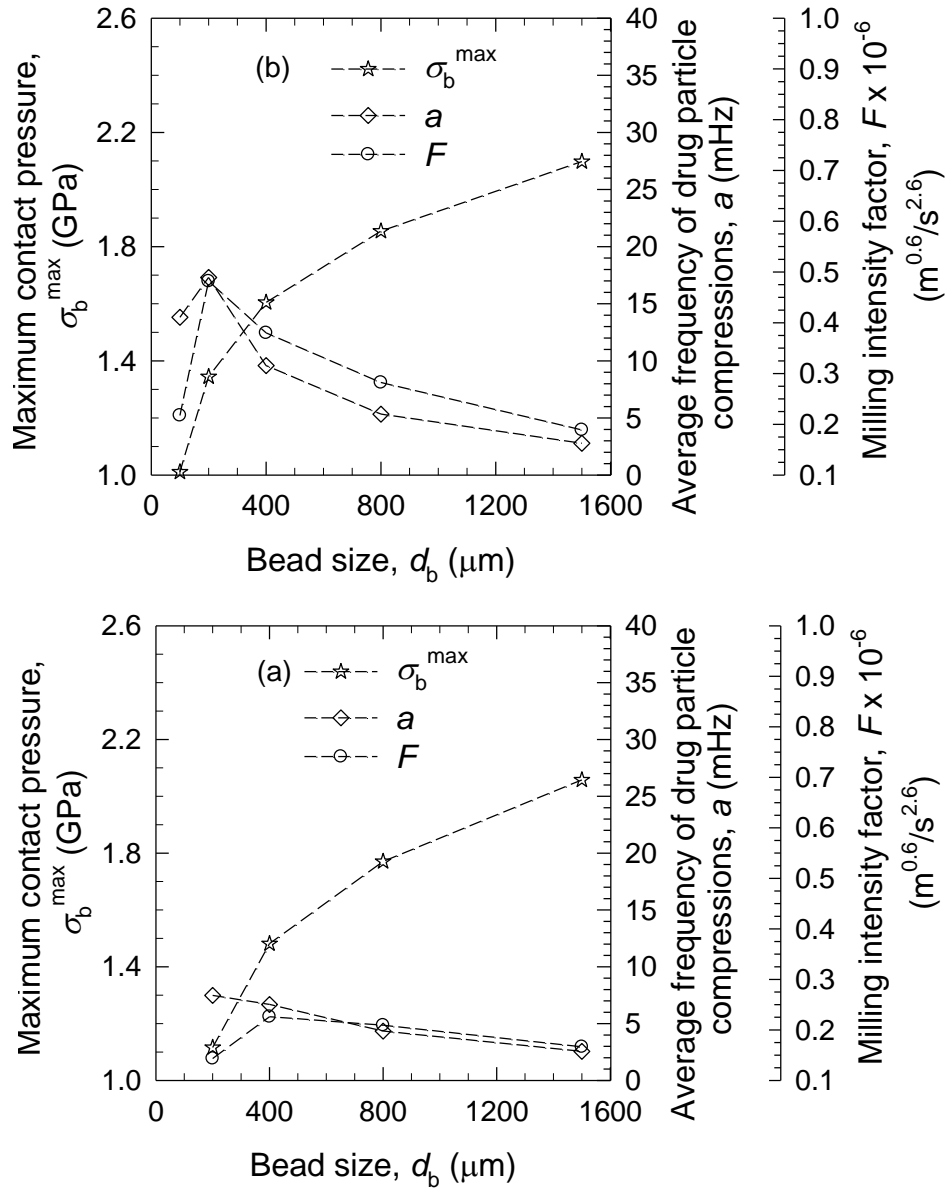 (b)
σb^max
a
F
Maximum contact pressure,
σb^max (GPa)
2.6
2.2
1.8
1.4
1.0
0 400 800 1200 1600
Bead size, db (μm)
40
35
30
25
20
15
10
5
0
Average frequency of drug particle
compressions, a (mHz)
1.0
0.9
0.8
0.7
0.6
0.5
0.4
0.3
0.2
0.1
Milling intensity factor, F x 10^-6
(m^0.6/s^2.6)
(a)
σb^max
a
F
Maximum contact pressure,
σb^max (GPa)
2.6
2.2
1.8
1.4
1.0
0 400 800 1200 1600
Bead size, db (μm)
40
35
30
25
20
15
10
5
0
Average frequency of drug particle
compressions, a (mHz)
1.0
0.9
0.8
0.7
0.6
0.5
0.4
0.3
0.2
0.1
Milling intensity factor, F x 10^-6
(m^0.6/s^2.6)